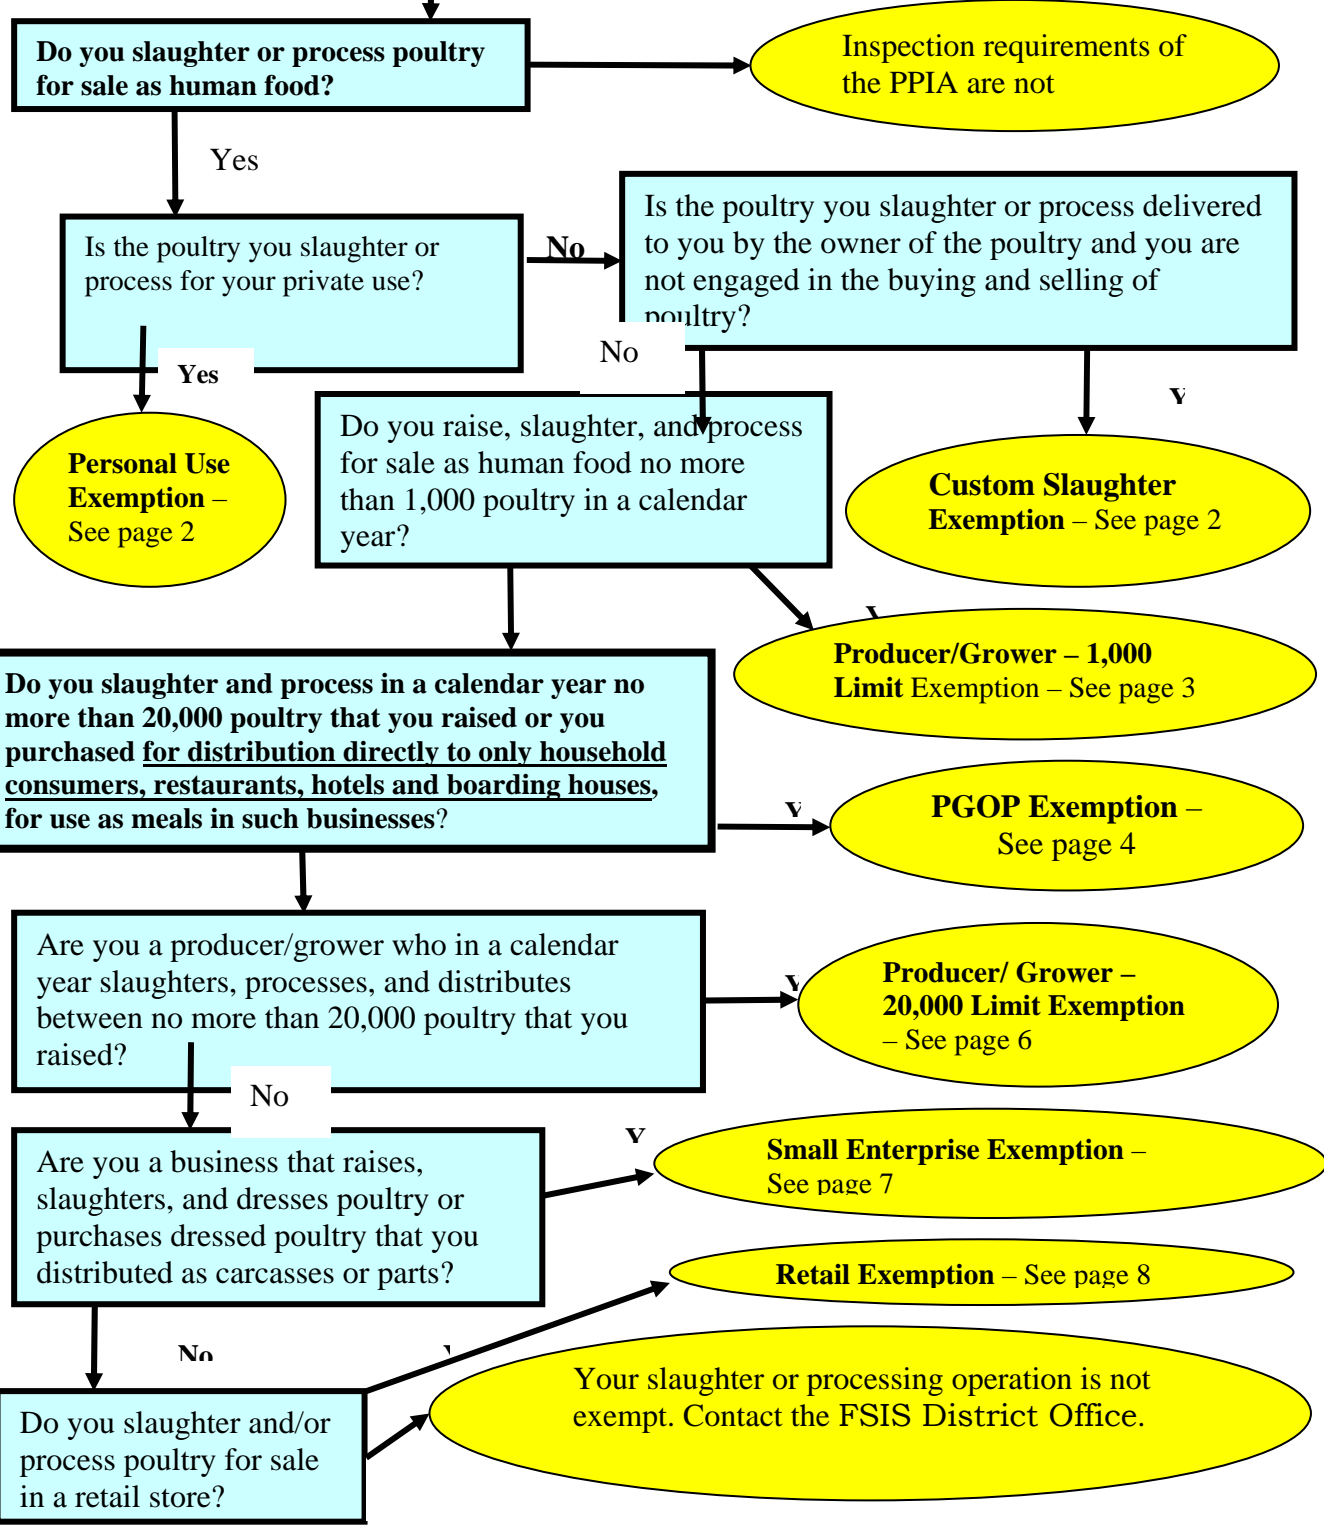 Do you slaughter or process poultry
for sale as human food?
Inspection requirements of
the PPIA are not
Yes
Is the poultry you slaughter or
process for your private use?
No
Is the poultry you slaughter or process delivered
to you by the owner of the poultry and you are
not engaged in the buying and selling of
poultry?
Yes
No
Personal Use
Exemption –
See page 2
Do you raise, slaughter, and process
for sale as human food no more
than 1,000 poultry in a calendar
year?
Custom Slaughter
Exemption – See page 2
Producer/Grower – 1,000
Limit Exemption – See page 3
Do you slaughter and process in a calendar year no
more than 20,000 poultry that you raised or you
purchased for distribution directly to only household
consumers, restaurants, hotels and boarding houses,
for use as meals in such businesses?
PGOP Exemption –
See page 4
Are you a producer/grower who in a calendar
year slaughters, processes, and distributes
between no more than 20,000 poultry that you
raised?
Producer/ Grower –
20,000 Limit Exemption
– See page 6
No
Are you a business that raises,
slaughters, and dresses poultry or
purchases dressed poultry that you
distributed as carcasses or parts?
Small Enterprise Exemption –
See page 7
Retail Exemption – See page 8
No
Do you slaughter and/or
process poultry for sale
in a retail store?
Your slaughter or processing operation is not
exempt. Contact the FSIS District Office.